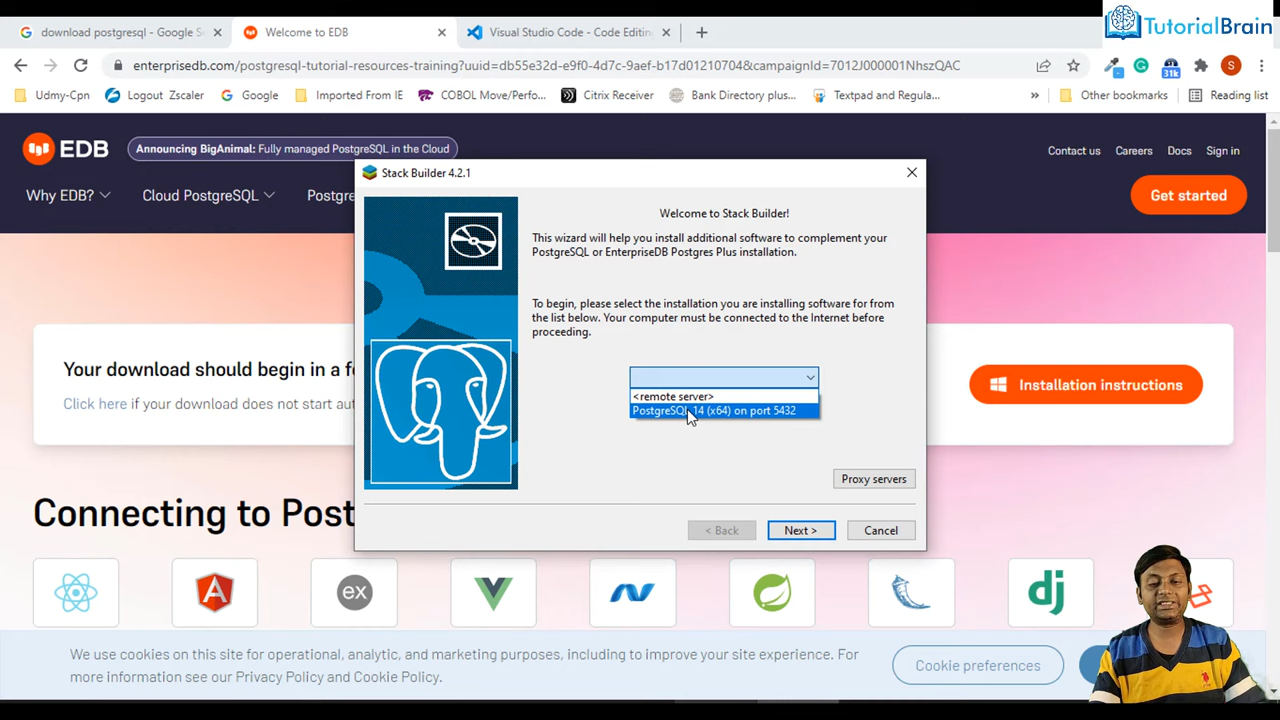 TutorialBrain
download postgresql - Google Se
Welcome to EDB
Visual Studio Code - Code Editing
enterprisedb.com/postgresql-tutorial-resources-training?uuid=db55e32d-e9f0-4d7c-9aef-b17d01210704&campaignId=7012J000001NhszQAC
31k
S
Udmy-Cpn
Logout Zscaler
Google
Imported From IE
COBOL Move/Perfo...
Citrix Receiver
Bank Directory plus...
Textpad and Regula...
»
Other bookmarks
Reading list
EDB
Announcing BigAnimal: Fully managed PostgreSQL in the Cloud
Contact us
Careers
Docs
Sign in
Why EDB?
Cloud PostgreSQL
Postgre
Get started
Stack Builder 4.2.1
Welcome to Stack Builder!
This wizard will help you install additional software to complement your
PostgreSQL or EnterpriseDB Postgres Plus installation.
To begin, please select the installation you are installing software for from
the list below. Your computer must be connected to the Internet before
proceeding.
<remote server>
PostgreSQL 14 (x64) on port 5432
Proxy servers
< Back
Next >
Cancel
Your download should begin in a fe
Click here if your download does not start aut
Installation instructions
Connecting to Post
ex
dj
We use cookies on this site for operational, analytic, and marketing purposes, including to improve your site experience. For
more information see our Privacy Policy and Cookie Policy.
Cookie preferences